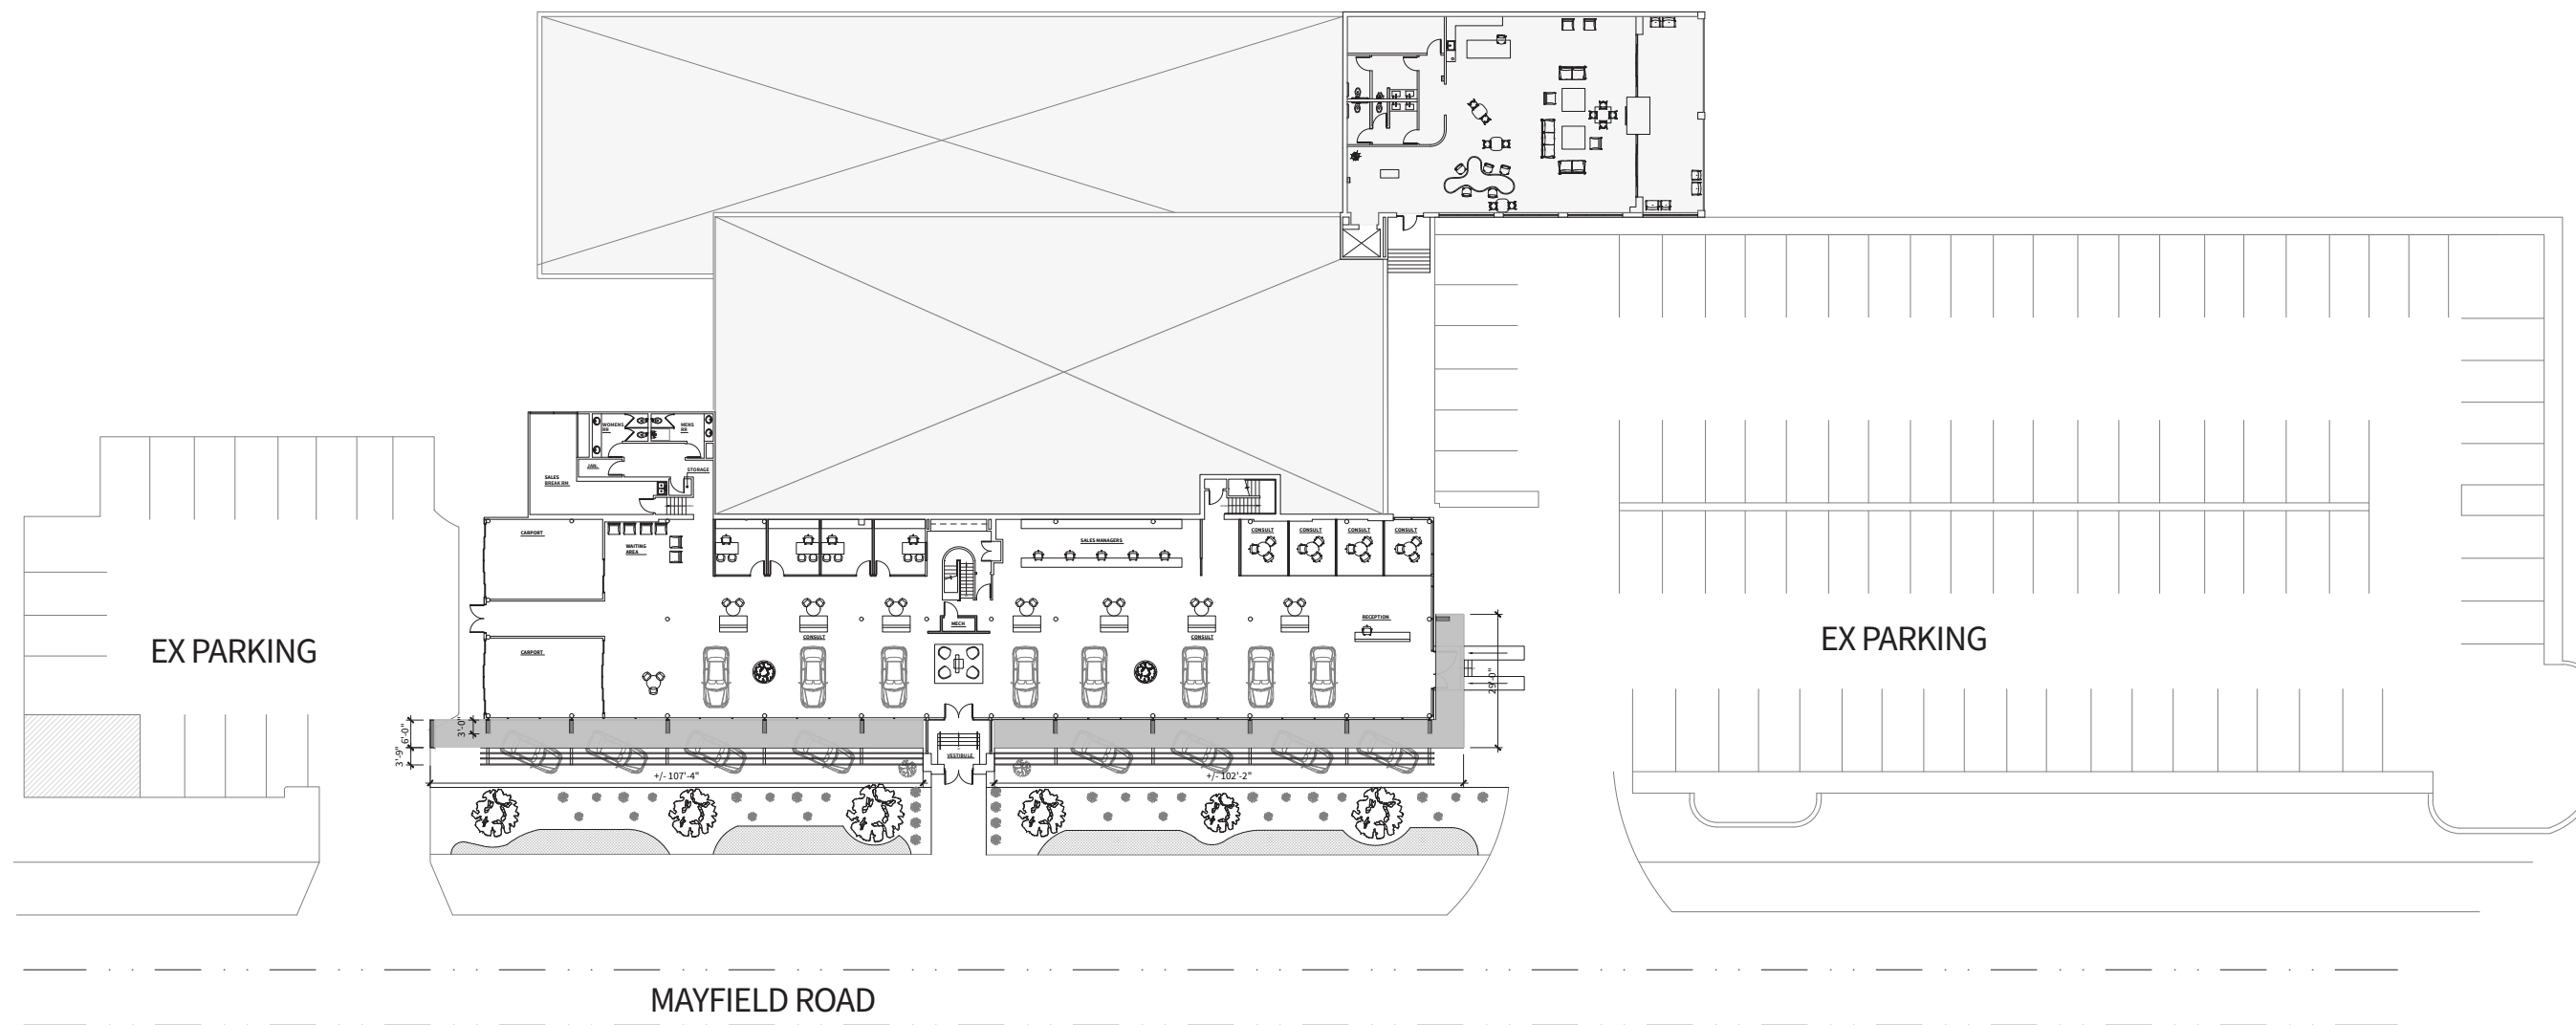 WOMENS
RR
MENS
RR
JAN.
STORAGE
SALES
BREAK RM
CARPORT
WAITING
AREA
SALES MANAGERS
CONSULT
CONSULT
CONSULT
CONSULT
MECH
RECEPTION
CONSULT
CONSULT
CARPORT
EX PARKING
EX PARKING
29'-0"
3'-0"
6'-0"
3'-9"
VESTIBULE
+/- 107'-4"
+/- 102'-2"
MAYFIELD ROAD